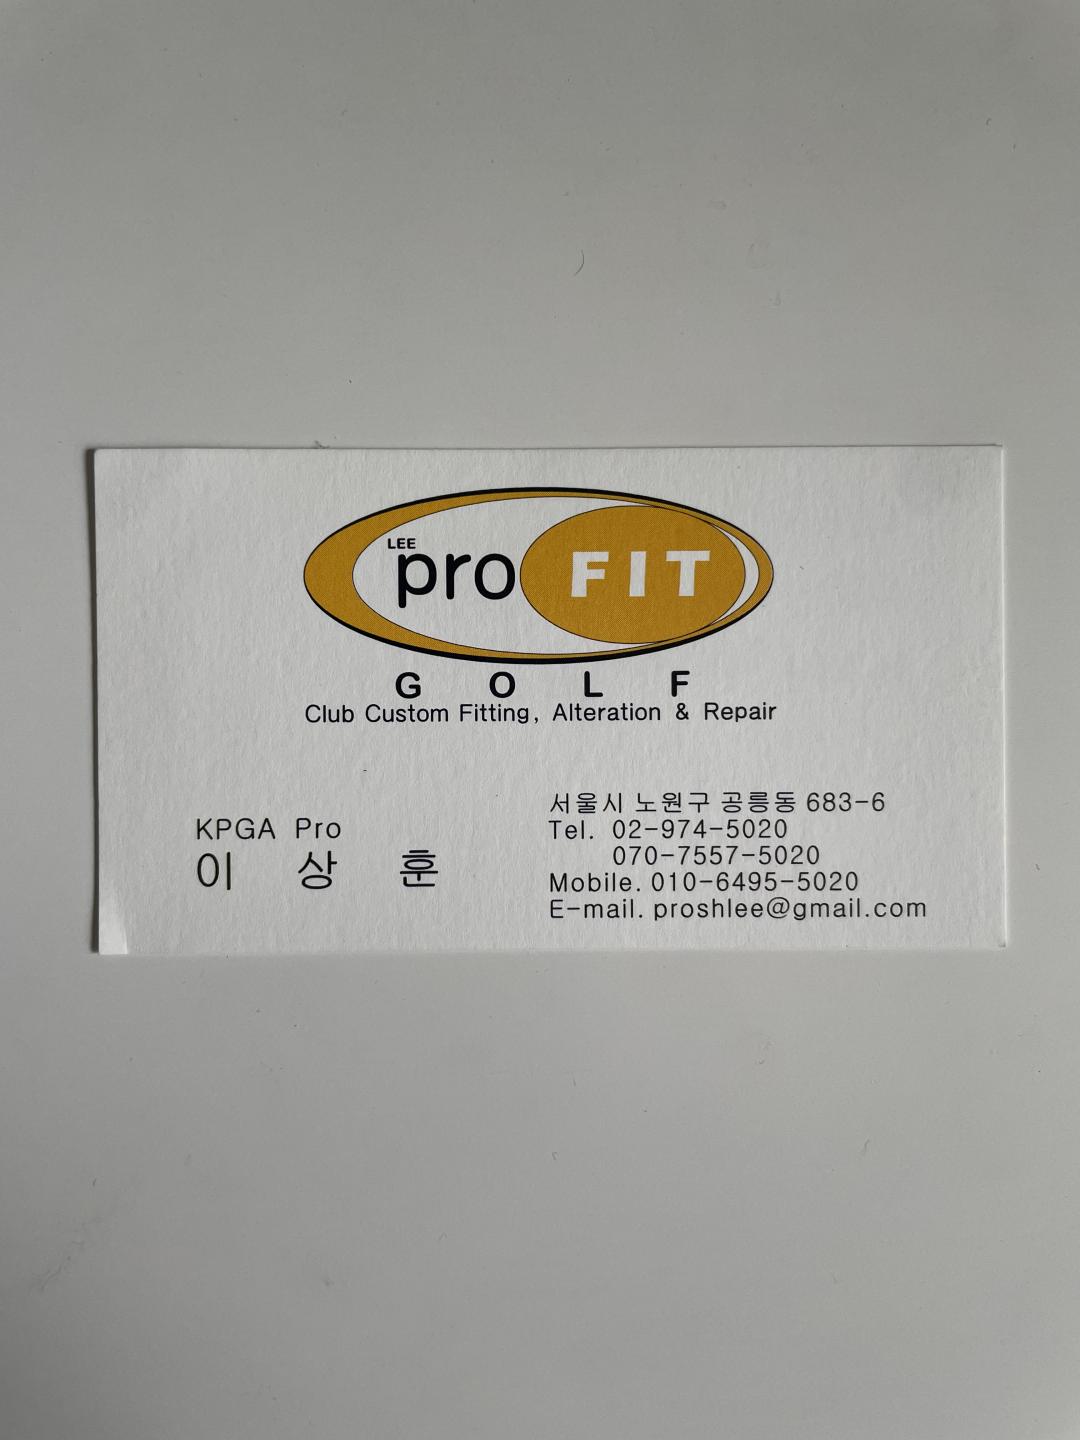 LEE
pro FIT
GOLF
Club Custom Fitting, Alteration & Repair
KPGA Pro
이 상 훈
서울시 노원구 공릉동 683-6
Tel. 02-974-5020
070-7557-5020
Mobile. 010-6495-5020
E-mail. proshlee@gmail.com